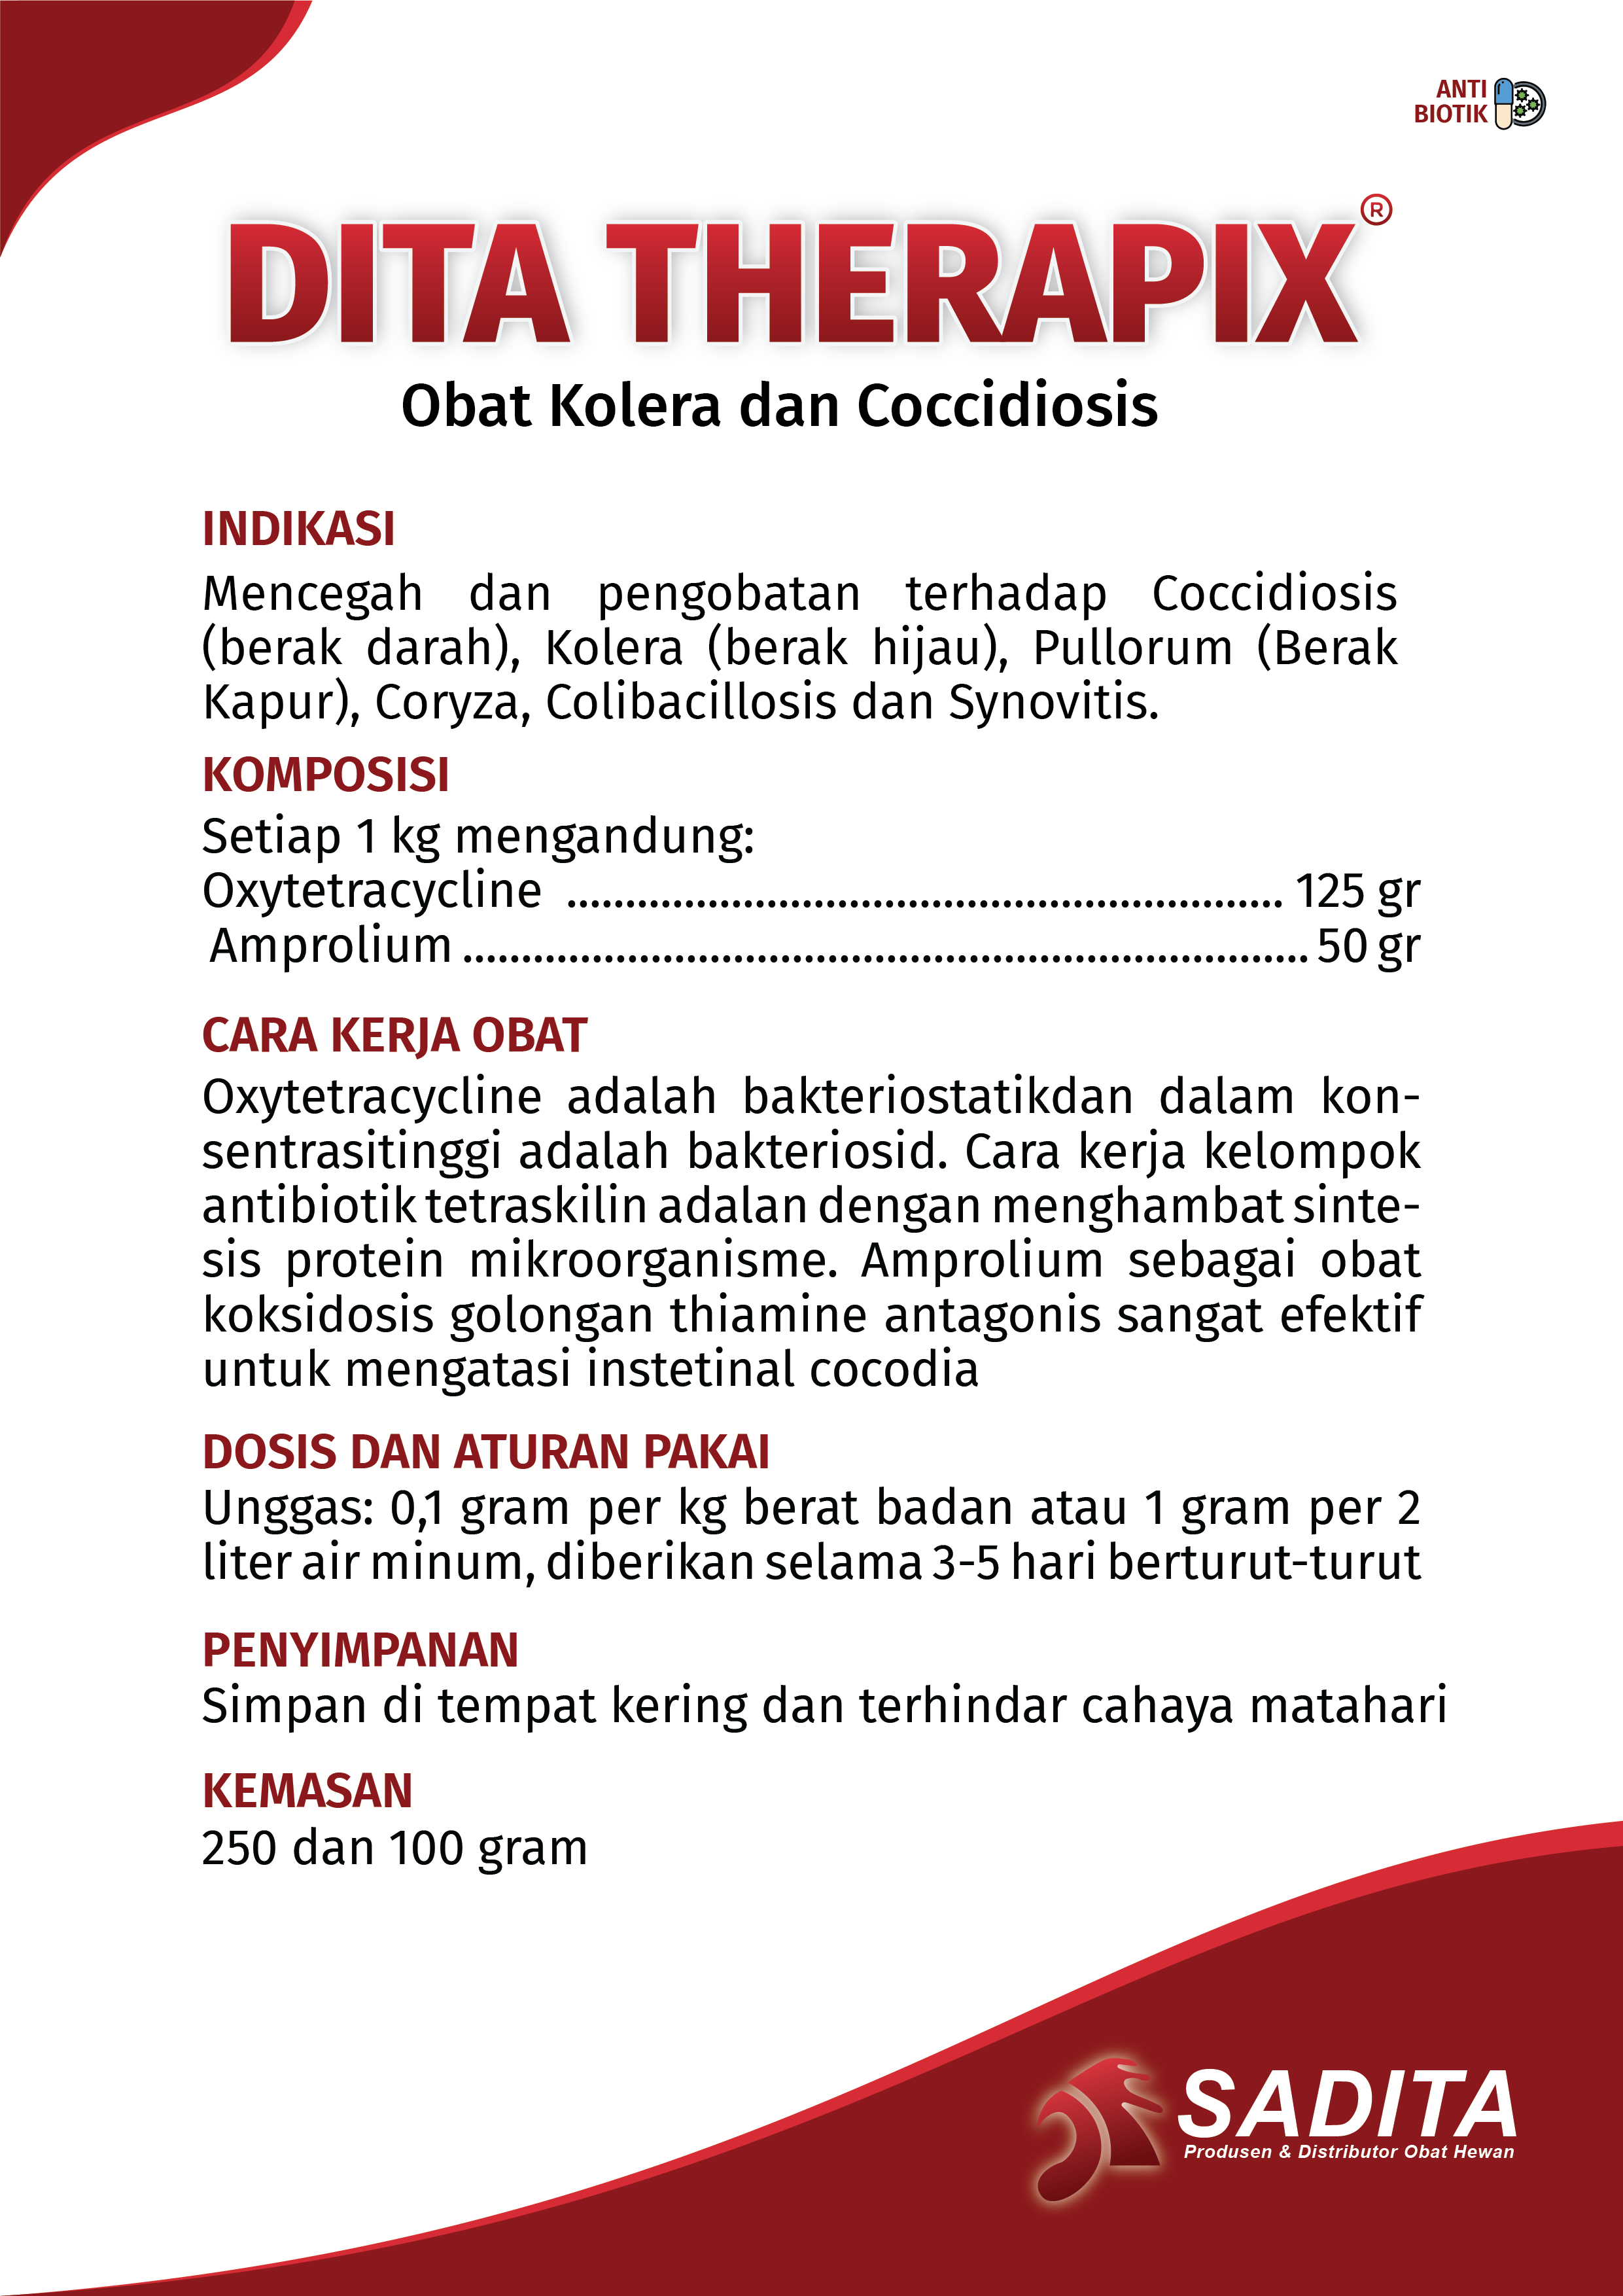 ANTI
BIOTIK
DITA THERAPIX®
Obat Kolera dan Coccidiosis
INDIKASI
Mencegah dan pengobatan terhadap Coccidiosis
(berak darah), Kolera (berak hijau), Pullorum (Berak
Kapur), Coryza, Colibacillosis dan Synovitis.
KOMPOSISI
Setiap 1 kg mengandung:
Oxytetracycline ............................................................. 125 gr
Amprolium ........................................................................ 50 gr
CARA KERJA OBAT
Oxytetracycline adalah bakteriostatikdan dalam kon-
sentrasitinggi adalah bakteriosid. Cara kerja kelompok
antibiotik tetraskilin adalan dengan menghambat sinte-
sis protein mikroorganisme. Amprolium sebagai obat
koksidosis golongan thiamine antagonis sangat efektif
untuk mengatasi instetinal cocodia
DOSIS DAN ATURAN PAKAI
Unggas: 0,1 gram per kg berat badan atau 1 gram per 2
liter air minum, diberikan selama 3-5 hari berturut-turut
PENYIMPANAN
Simpan di tempat kering dan terhindar cahaya matahari
KEMASAN
250 dan 100 gram
SADITA
Produsen & Distributor Obat Hewan